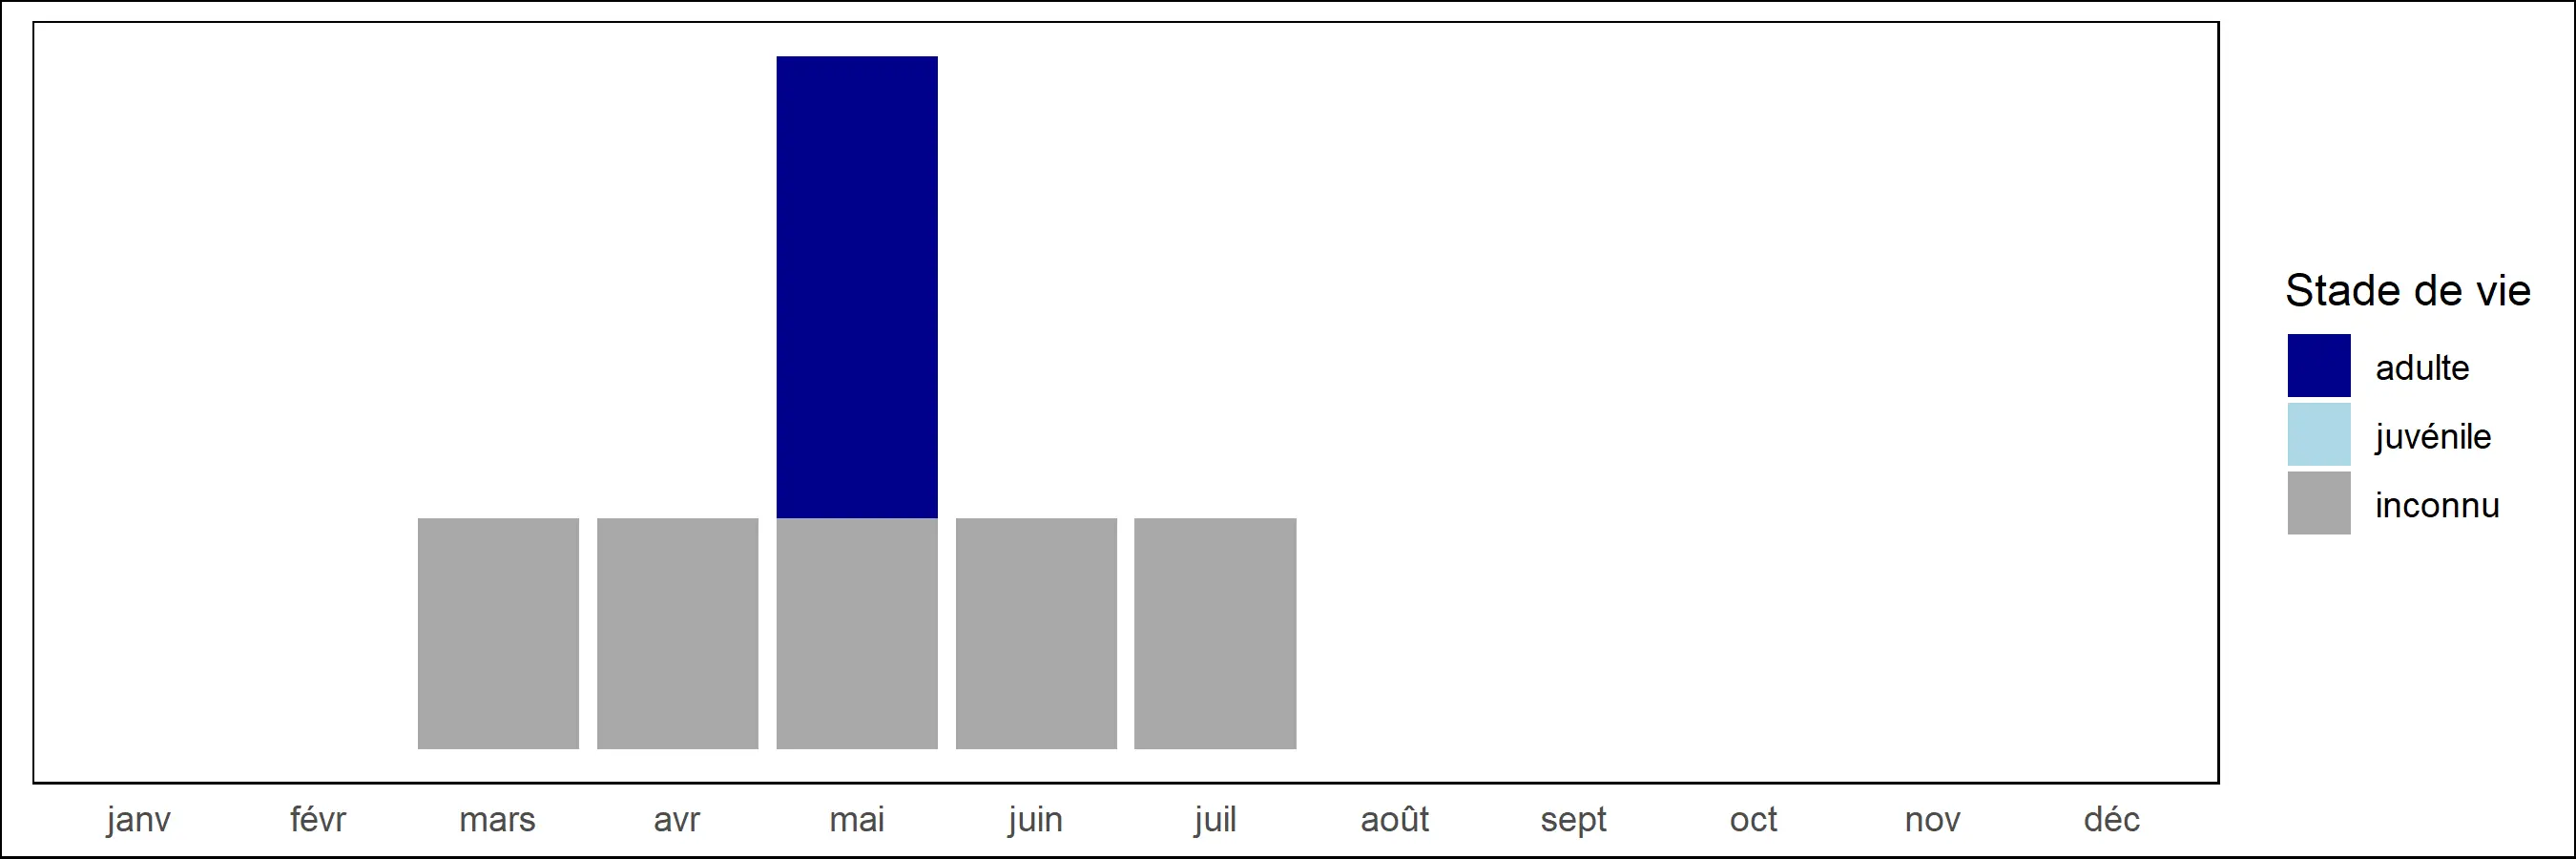 Stade de vie
adulte
juvénile
inconnu
janv févr mars avr mai juin juil août sept oct nov déc